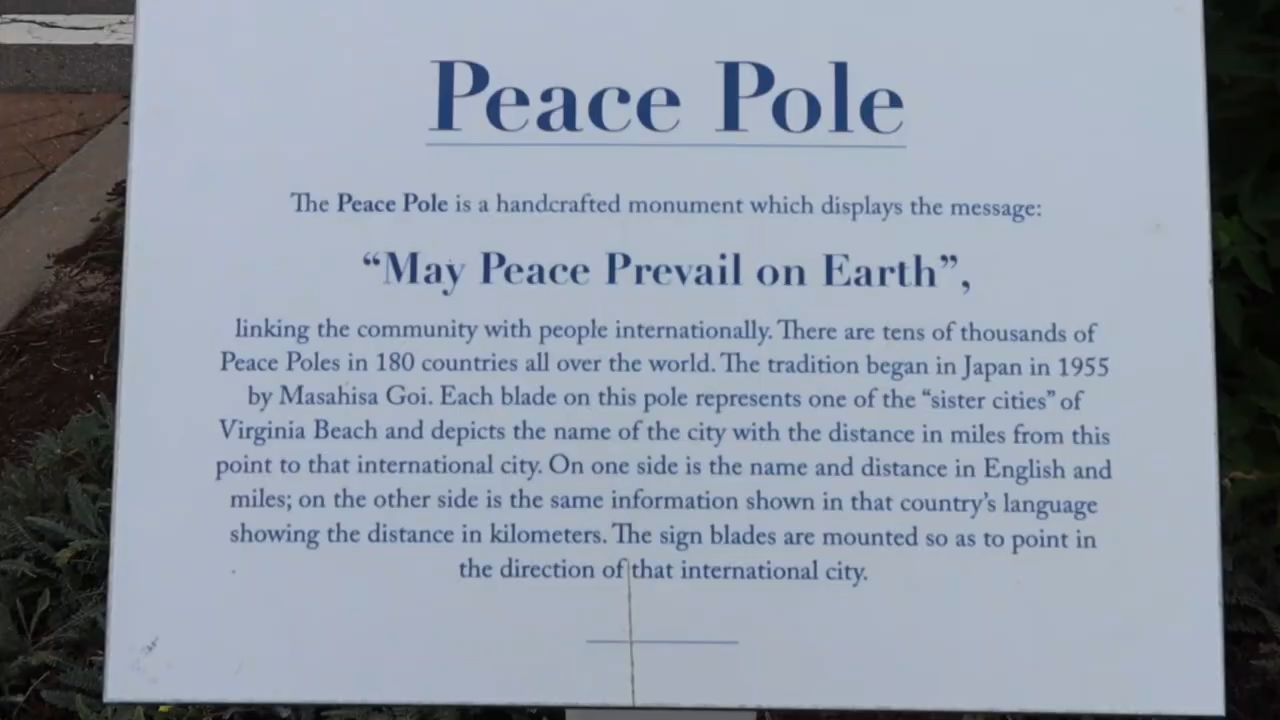 Peace Pole
The Peace Pole is a handcrafted monument which displays the message:
“May Peace Prevail on Earth”,
linking the community with people internationally. There are tens of thousands of
Peace Poles in 180 countries all over the world. The tradition began in Japan in 1955
by Masahisa Goi. Each blade on this pole represents one of the “sister cities” of
Virginia Beach and depicts the name of the city with the distance in miles from this
point to that international city. On one side is the name and distance in English and
miles; on the other side is the same information shown in that country’s language
showing the distance in kilometers. The sign blades are mounted so as to point in
the direction of that international city.